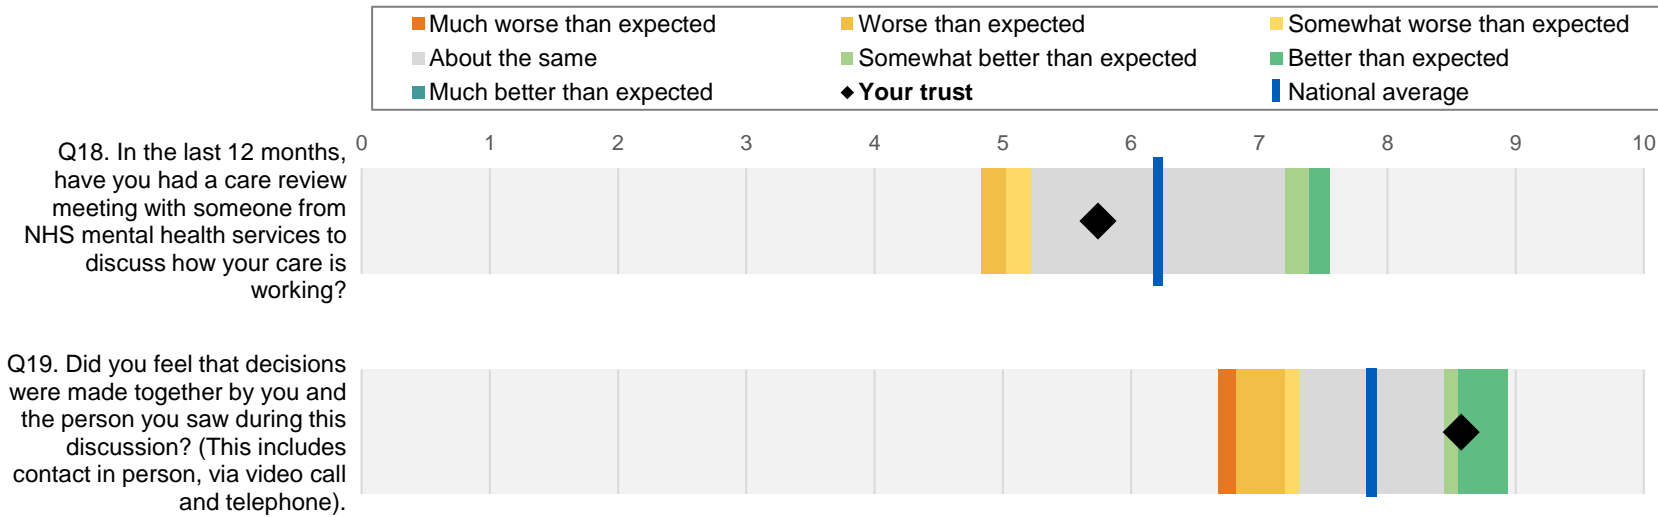 Much worse than expected
Worse than expected
Somewhat worse than expected
About the same
Somewhat better than expected
Better than expected
Much better than expected
Your trust
National average
0 1 2 3 4 5 6 7 8 9 10
Q18. In the last 12 months,
have you had a care review
meeting with someone from
NHS mental health services to
discuss how your care is
working?
Q19. Did you feel that decisions
were made together by you and
the person you saw during this
discussion? (This includes
contact in person, via video call
and telephone).